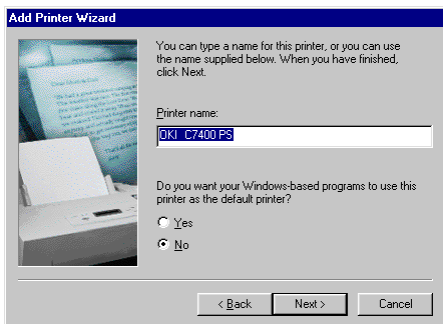 Add Printer Wizard
You can type a name for this printer, or you can use
the name supplied below. When you have finished,
click Next.
Printer name:
OKI C7400 PS
Do you want your Windows-based programs to use this
printer as the default printer?
Yes
No
< Back
Next >
Cancel